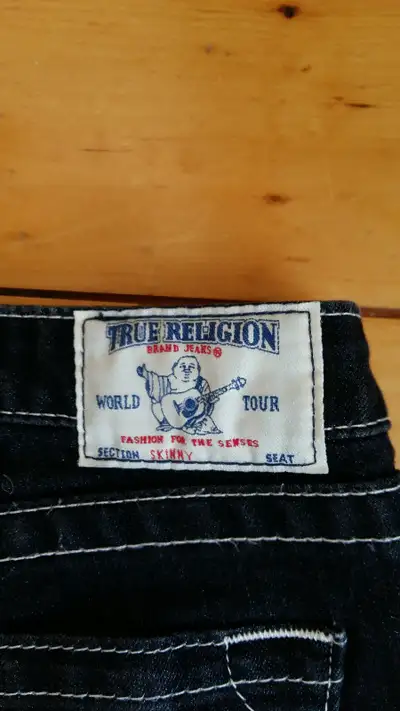 TRUE RELIGION
BRAND JEANS®
WORLD TOUR
FASHION FOR THE SENSES
SECTION SKINNY SEAT